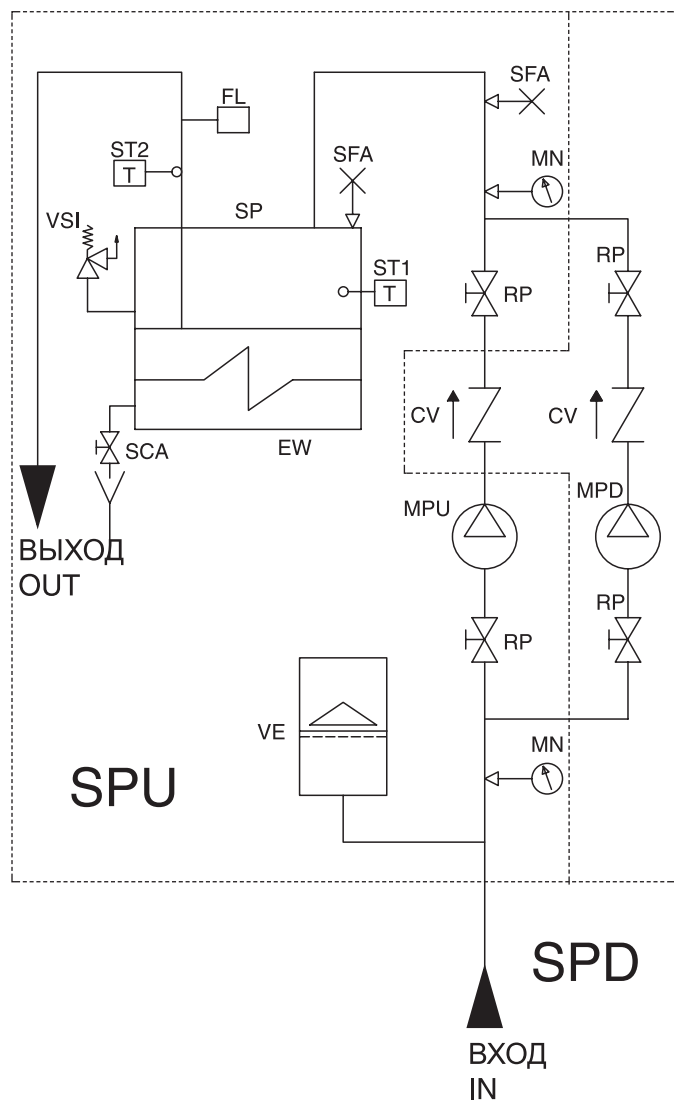 SFA
FL
ST2
T
SFA
MN
VSI
SP
ST1
T
RP
RP
CV
CV
SCA
EW
MPU
MPD
ВЫХОД
OUT
RP
RP
VE
MN
SPU
SPD
ВХОД
IN